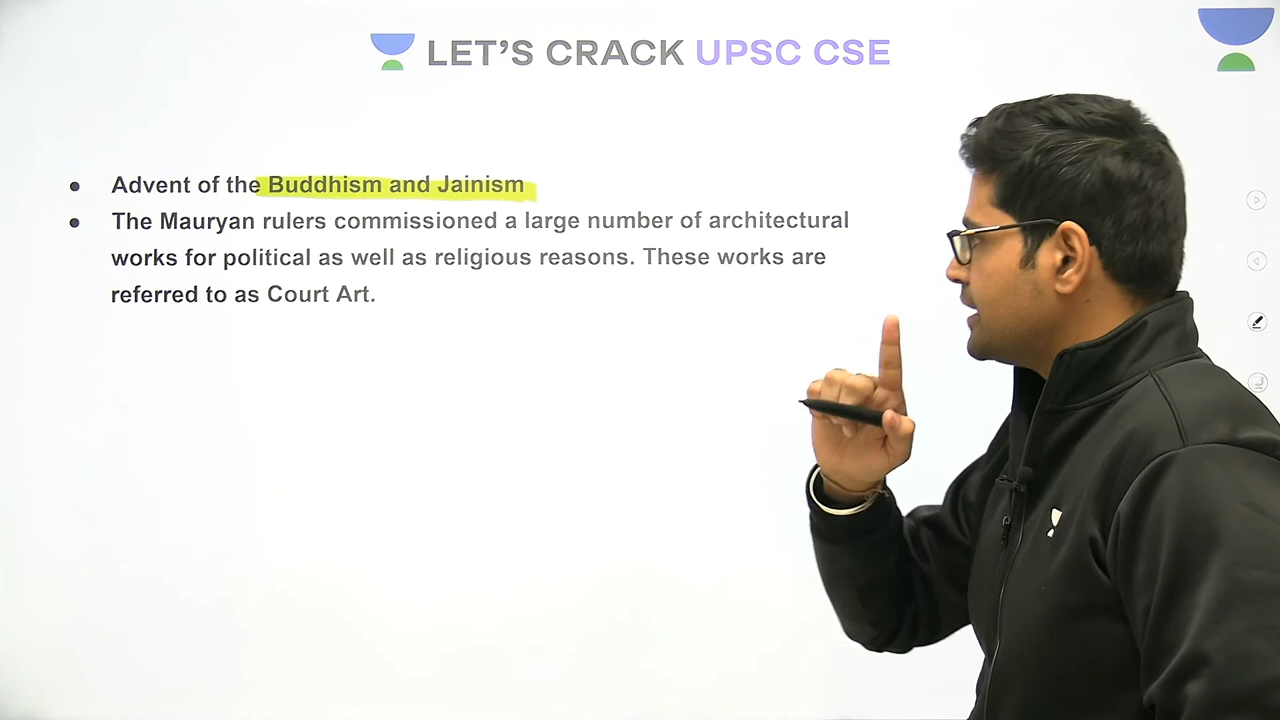 LET'S CRACK UPSC CSE
● Advent of the Buddhism and Jainism
● The Mauryan rulers commissioned a large number of architectural
works for political as well as religious reasons. These works are
referred to as Court Art.